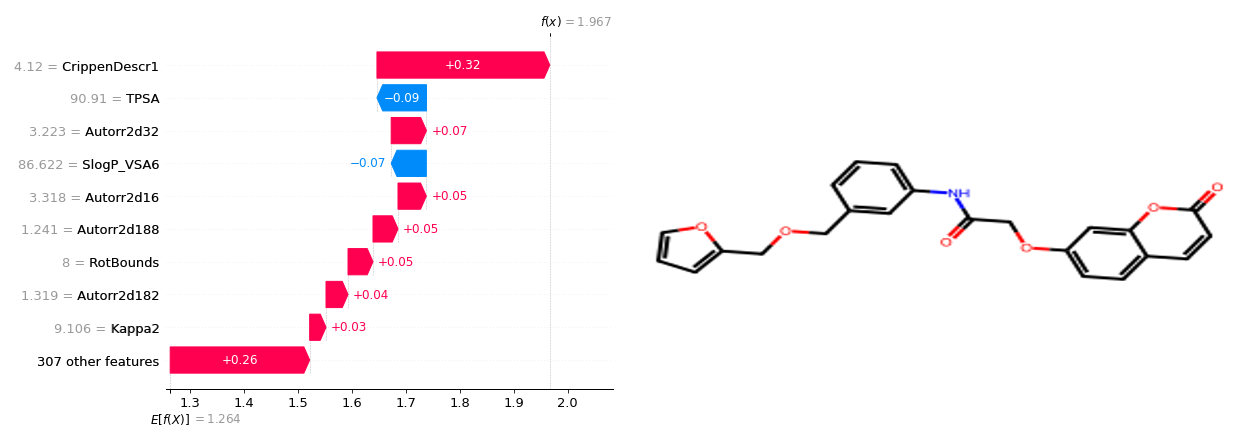 f(x) = 1.967
4.12 = CrippenDescr1 +0.32
90.91 = TPSA −0.09
3.223 = Autorr2d32 +0.07
86.622 = SlogP_VSA6 −0.07
3.318 = Autorr2d16 +0.05
1.241 = Autorr2d188 +0.05
8 = RotBounds +0.05
1.319 = Autorr2d182 +0.04
9.106 = Kappa2 +0.03
307 other features +0.26
1.3 1.4 1.5 1.6 1.7 1.8 1.9 2.0
E[f(X)] = 1.264
O
O
NH
O
O
O
O